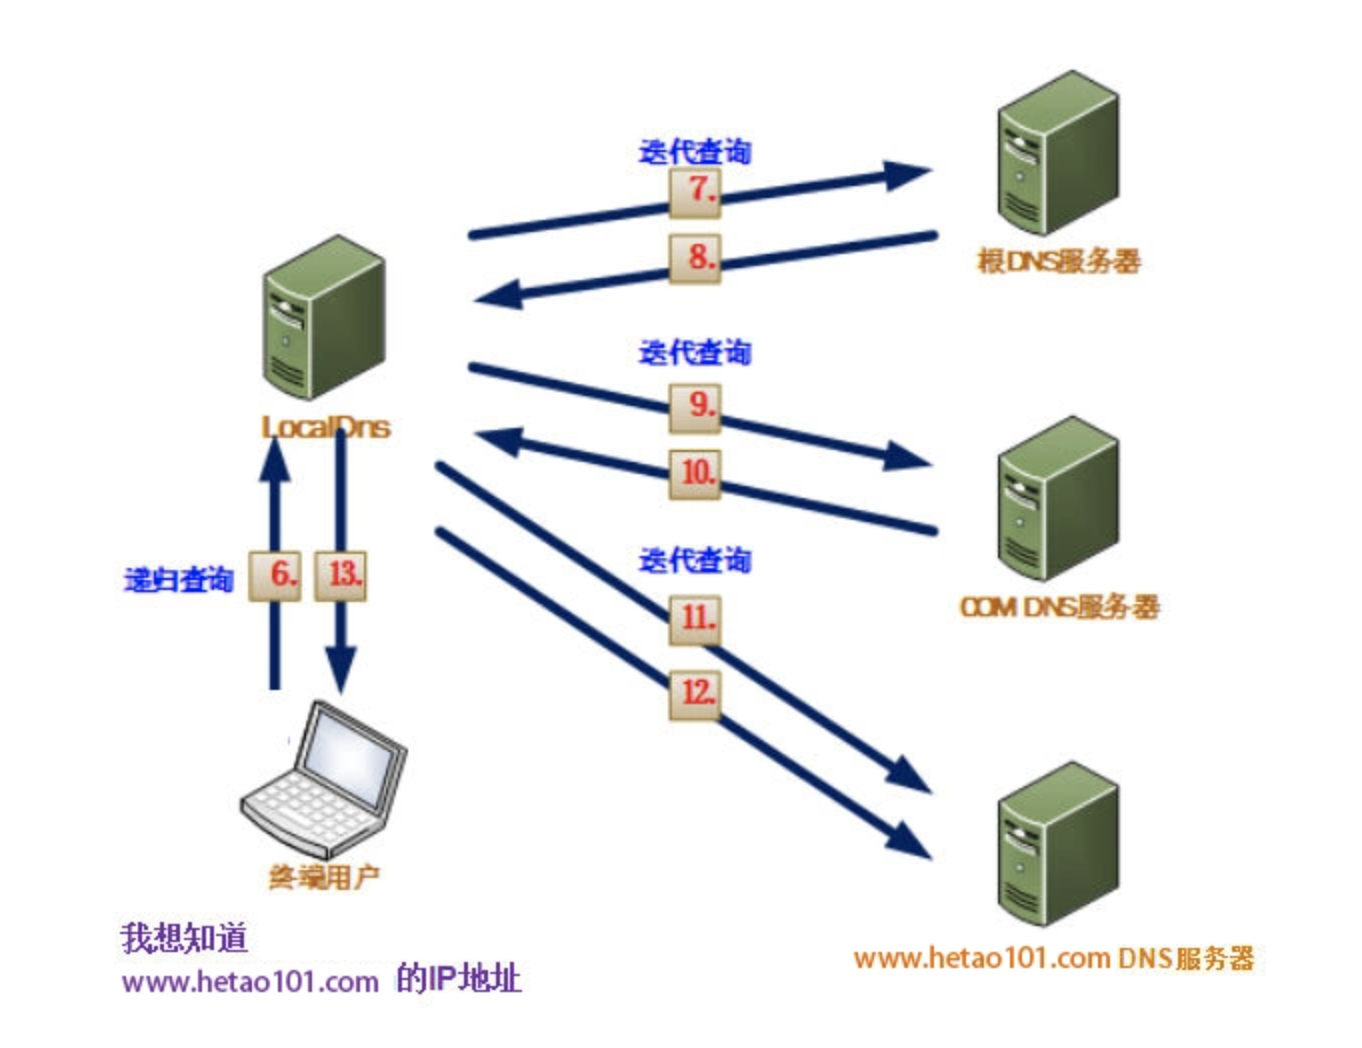 迭代查询
7.
8.
根DNS服务器
迭代查询
9.
10.
LocalDns
COM DNS服务器
递归查询
6.
13.
迭代查询
11.
12.
终端用户
我想知道
www.hetao101.com 的IP地址
www.hetao101.com DNS服务器